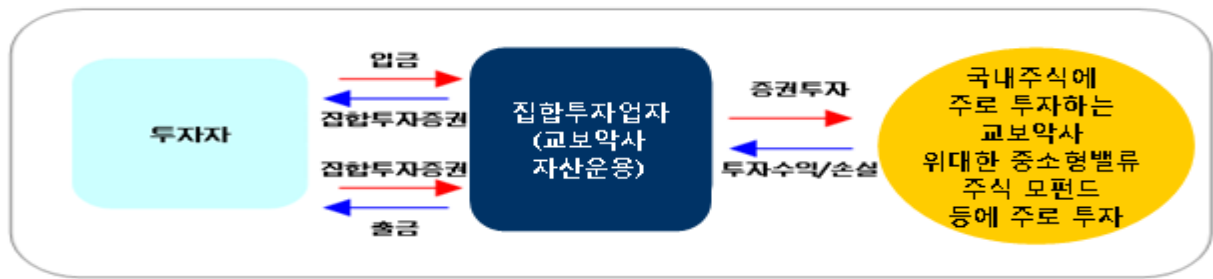 투자자
입금
집합투자증권
집합투자증권
출금
집합투자업자
(교보악사
자산운용)
증권투자
투자수익/손실
국내주식에
주로 투자하는
교보악사
위대한 중소형밸류
주식 모펀드
등에 주로 투자